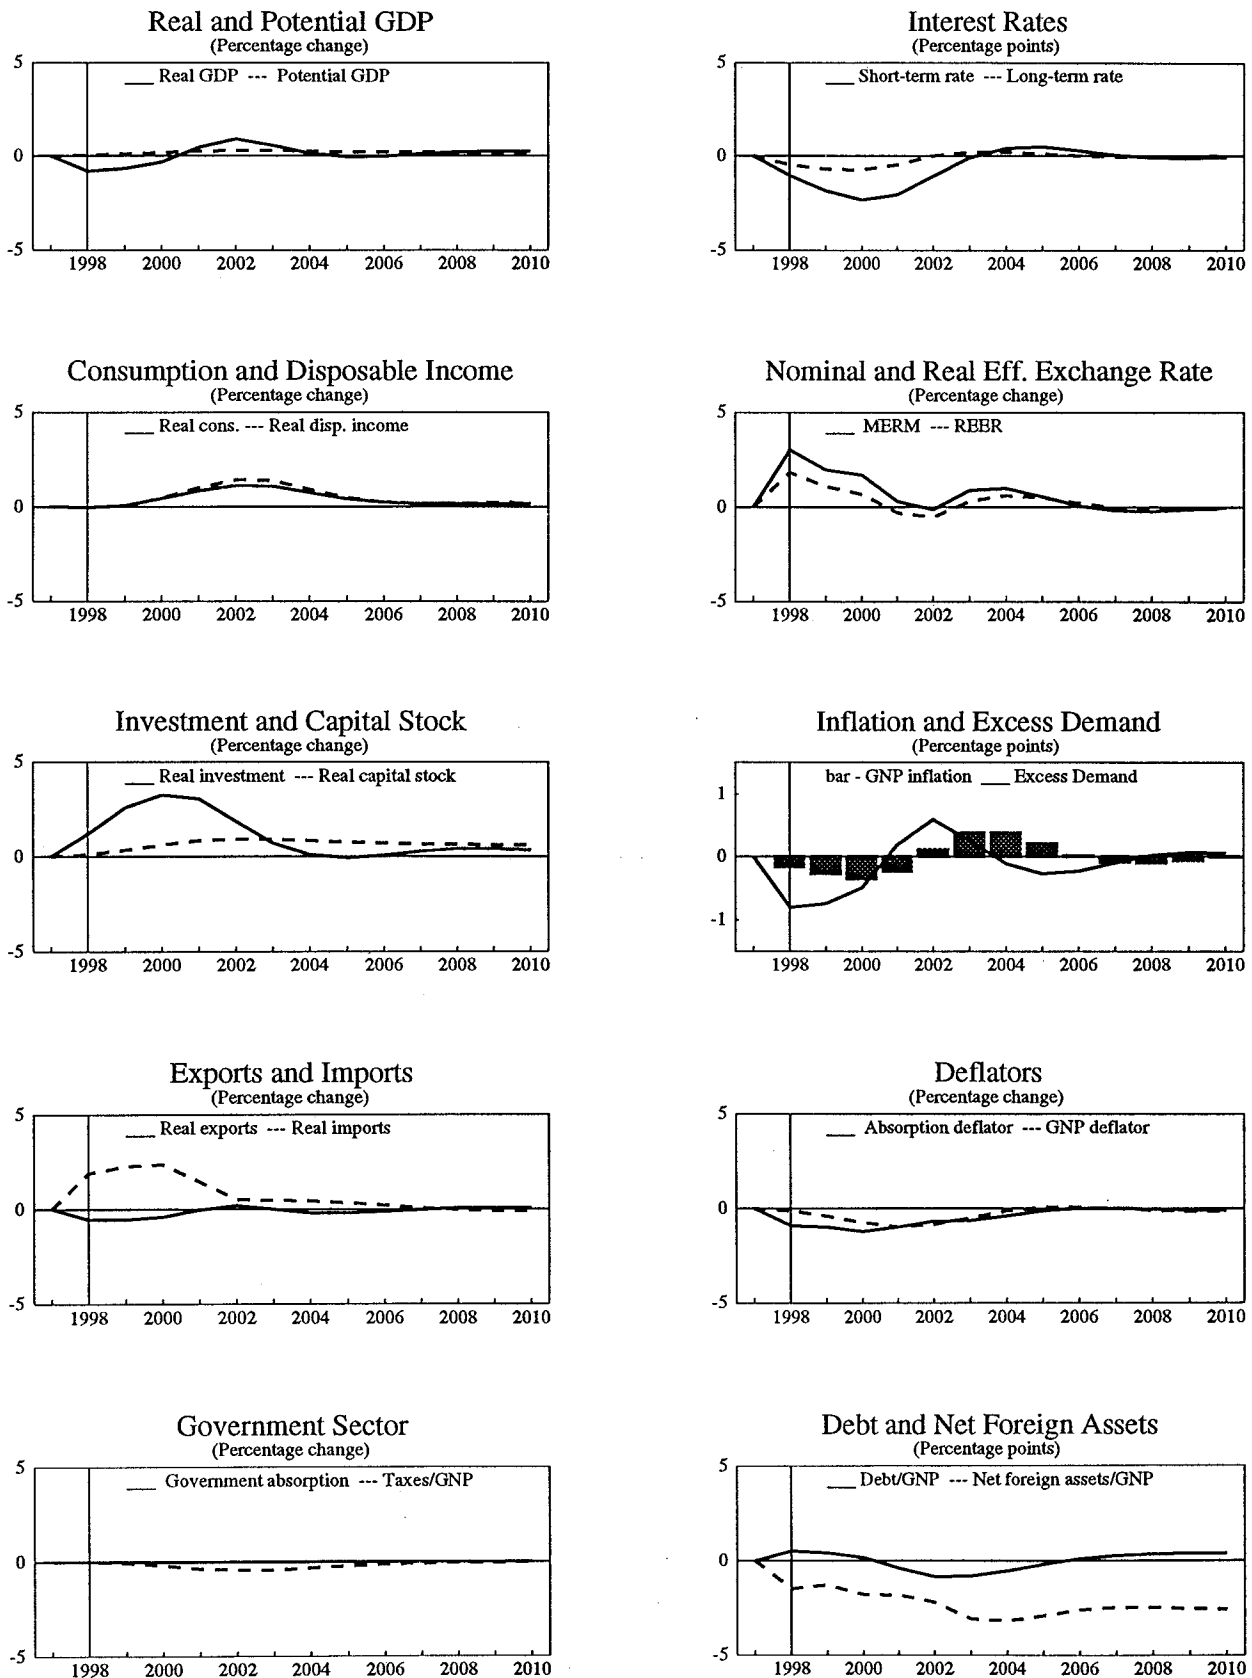 Real and Potential GDP
(Percentage change)
5
___ Real GDP --- Potential GDP
0
-5
1998 2000 2002 2004 2006 2008 2010
Interest Rates
(Percentage points)
5
___ Short-term rate --- Long-term rate
0
-5
1998 2000 2002 2004 2006 2008 2010
Consumption and Disposable Income
(Percentage change)
5
___ Real cons. --- Real disp. income
0
-5
1998 2000 2002 2004 2006 2008 2010
Nominal and Real Eff. Exchange Rate
(Percentage change)
5
___ MERM --- REER
0
-5
1998 2000 2002 2004 2006 2008 2010
Investment and Capital Stock
(Percentage change)
5
___ Real investment --- Real capital stock
0
-5
1998 2000 2002 2004 2006 2008 2010
Inflation and Excess Demand
(Percentage points)
bar - GNP inflation ___ Excess Demand
1
0
-1
1998 2000 2002 2004 2006 2008 2010
Exports and Imports
(Percentage change)
5
___ Real exports --- Real imports
0
-5
1998 2000 2002 2004 2006 2008 2010
Deflators
(Percentage change)
5
___ Absorption deflator --- GNP deflator
0
-5
1998 2000 2002 2004 2006 2008 2010
Government Sector
(Percentage change)
5
___ Government absorption --- Taxes/GNP
0
-5
1998 2000 2002 2004 2006 2008 2010
Debt and Net Foreign Assets
(Percentage points)
5
___ Debt/GNP --- Net foreign assets/GNP
0
-5
1998 2000 2002 2004 2006 2008 2010